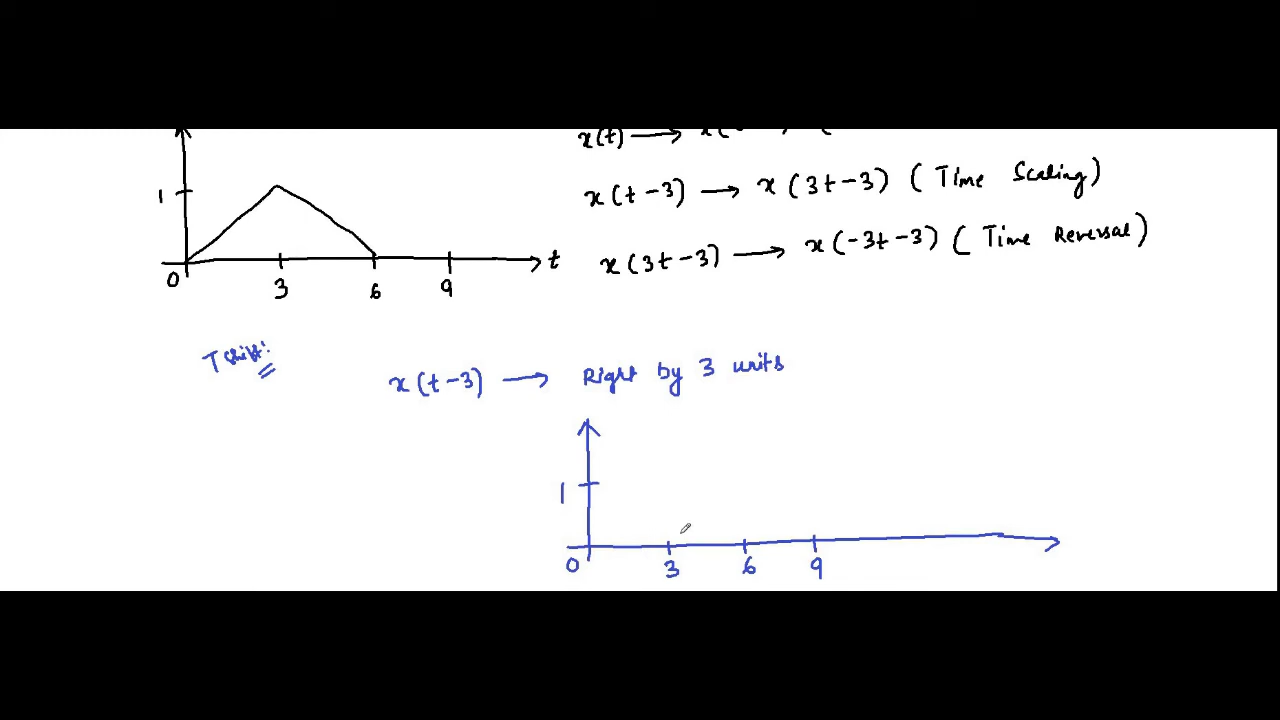 x(t) → x(
1
x(t-3) → x(3t-3) (Time Scaling)
x(3t-3) → x(-3t-3) (Time Reversal)
t
0 3 6 9
T shift:
x(t-3) → Right by 3 units
1
0 3 6 9